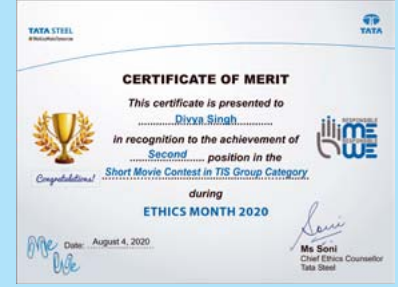 TATA STEEL
#WeAlsoMakeTomorrow
TATA
CERTIFICATE OF MERIT
This certificate is presented to
Divya Singh
in recognition to the achievement of
Second position in the
Short Movie Contest in TIS Group Category
during
ETHICS MONTH 2020
Congratulations!
RESPONSIBLE
ME
RESPONSIBLE
WE
Date: August 4, 2020
Soni
Ms Soni
Chief Ethics Counsellor
Tata Steel